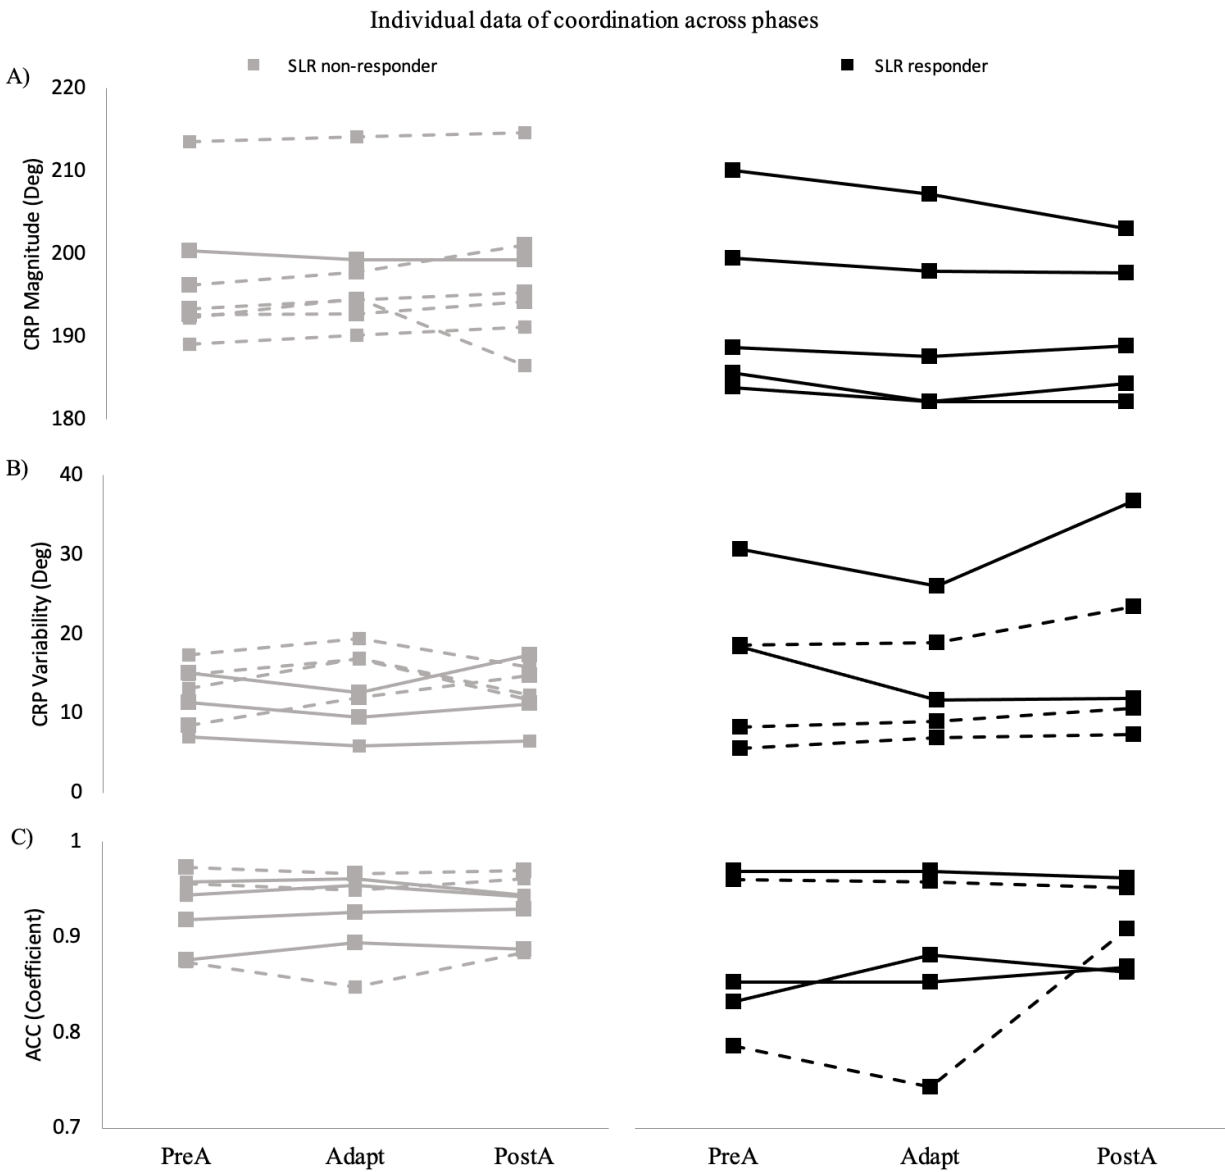 Individual data of coordination across phases
SLR non-responder
SLR responder
A)
CRP Magnitude (Deg)
220
210
200
190
180
B)
CRP Variability (Deg)
40
30
20
10
0
C)
ACC (Coefficient)
1
0.9
0.8
0.7
PreA Adapt PostA
PreA Adapt PostA